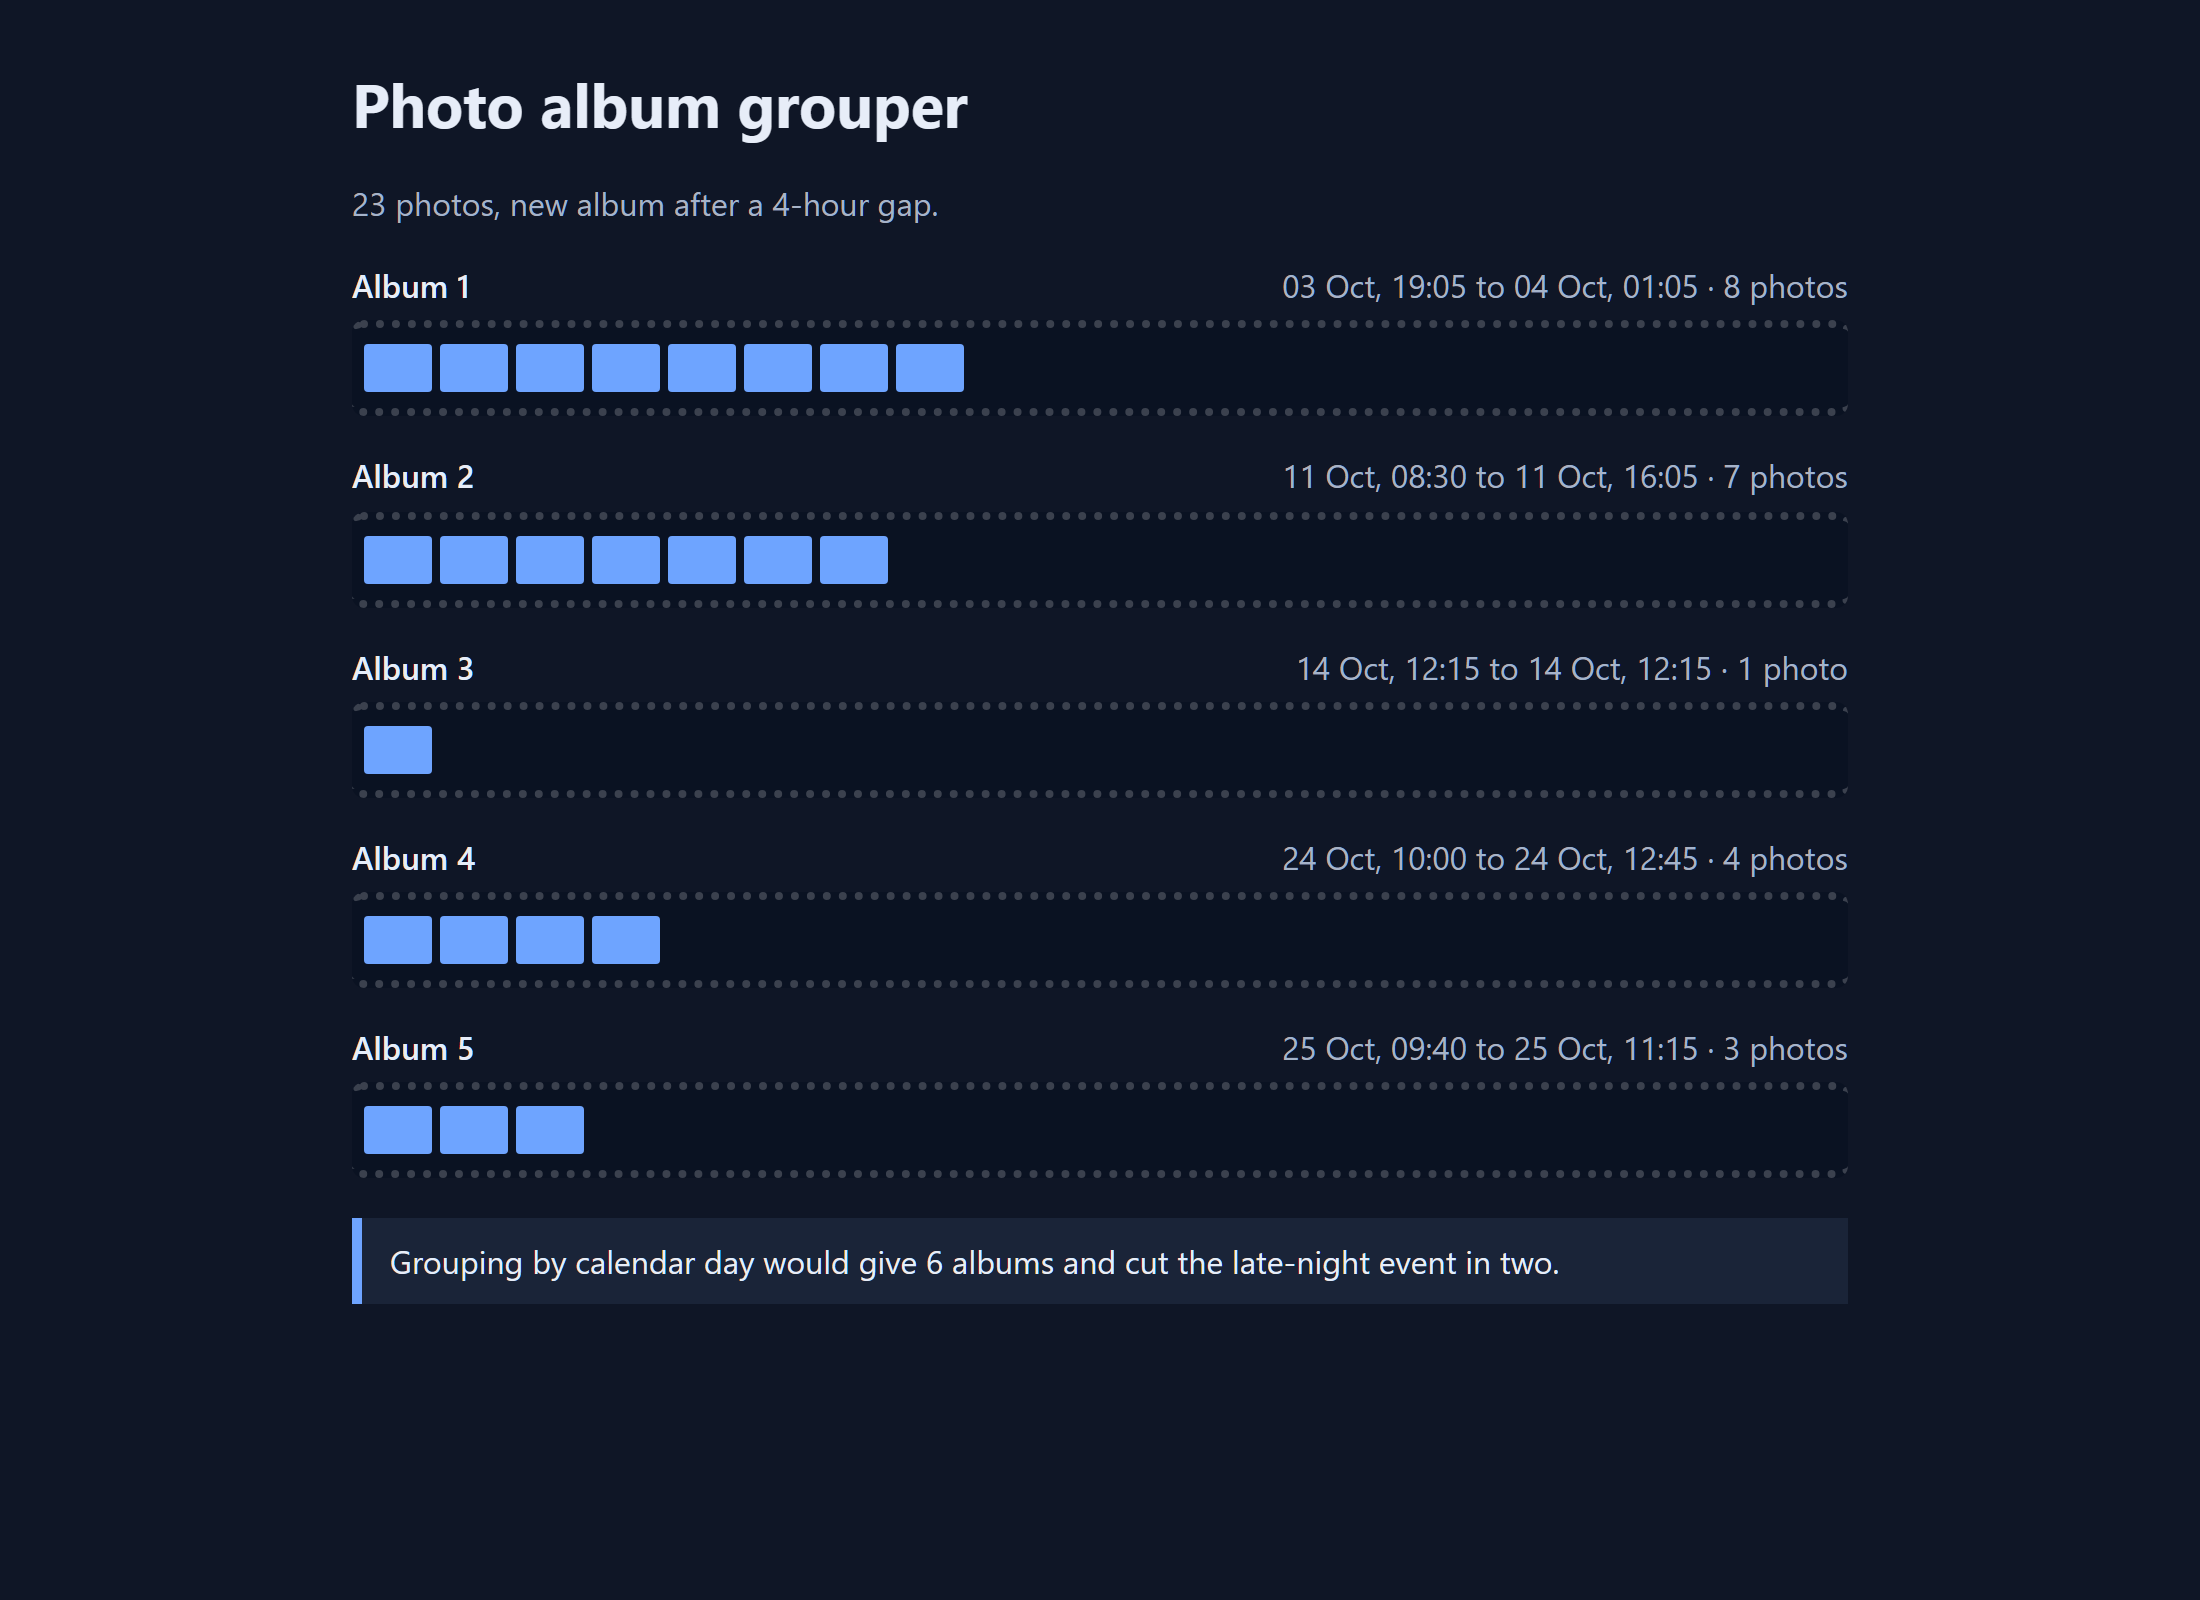 Photo album grouper
23 photos, new album after a 4-hour gap.
Album 1 03 Oct, 19:05 to 04 Oct, 01:05 · 8 photos
Album 2 11 Oct, 08:30 to 11 Oct, 16:05 · 7 photos
Album 3 14 Oct, 12:15 to 14 Oct, 12:15 · 1 photo
Album 4 24 Oct, 10:00 to 24 Oct, 12:45 · 4 photos
Album 5 25 Oct, 09:40 to 25 Oct, 11:15 · 3 photos
Grouping by calendar day would give 6 albums and cut the late-night event in two.